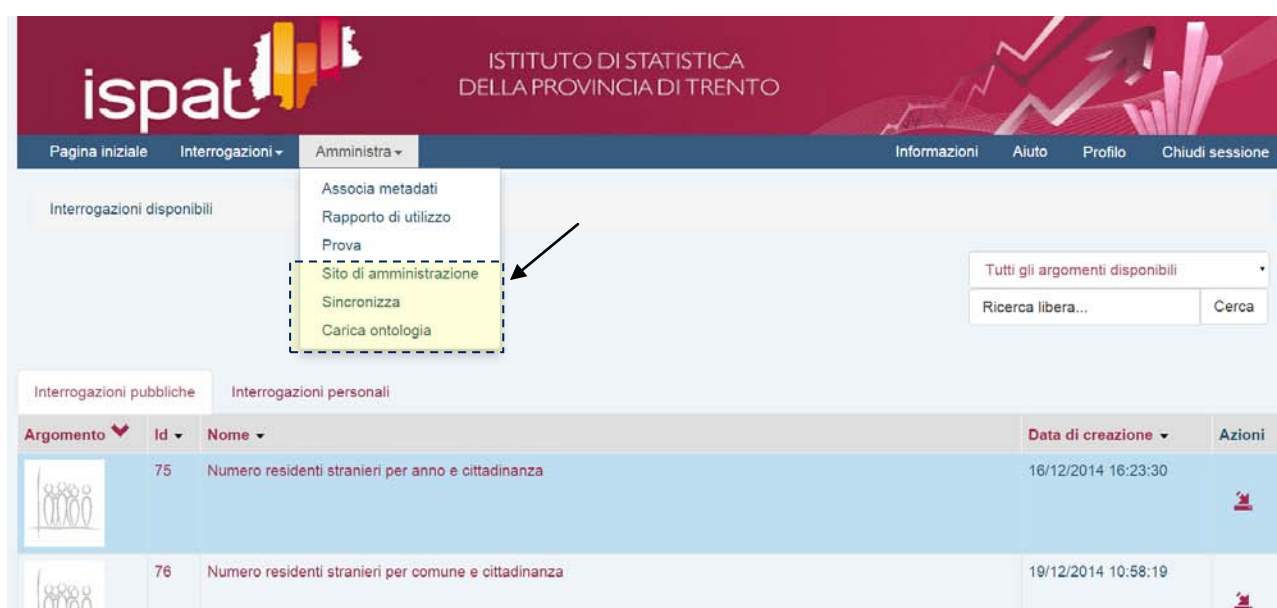 ispat
ISTITUTO DI STATISTICA
DELLA PROVINCIA DI TRENTO
Pagina iniziale Interrogazioni Amministra Informazioni Aiuto Profilo Chiudi sessione
Associa metadati
Interrogazioni disponibili
Rapporto di utilizzo
Prova
Sito di amministrazione
Sincronizza
Carica ontologia
Tutti gli argomenti disponibili
Ricerca libera... Cerca
Interrogazioni pubbliche Interrogazioni personali
Argomento Id Nome Data di creazione Azioni
75 Numero residenti stranieri per anno e cittadinanza 16/12/2014 16:23:30
76 Numero residenti stranieri per comune e cittadinanza 19/12/2014 10:58:19